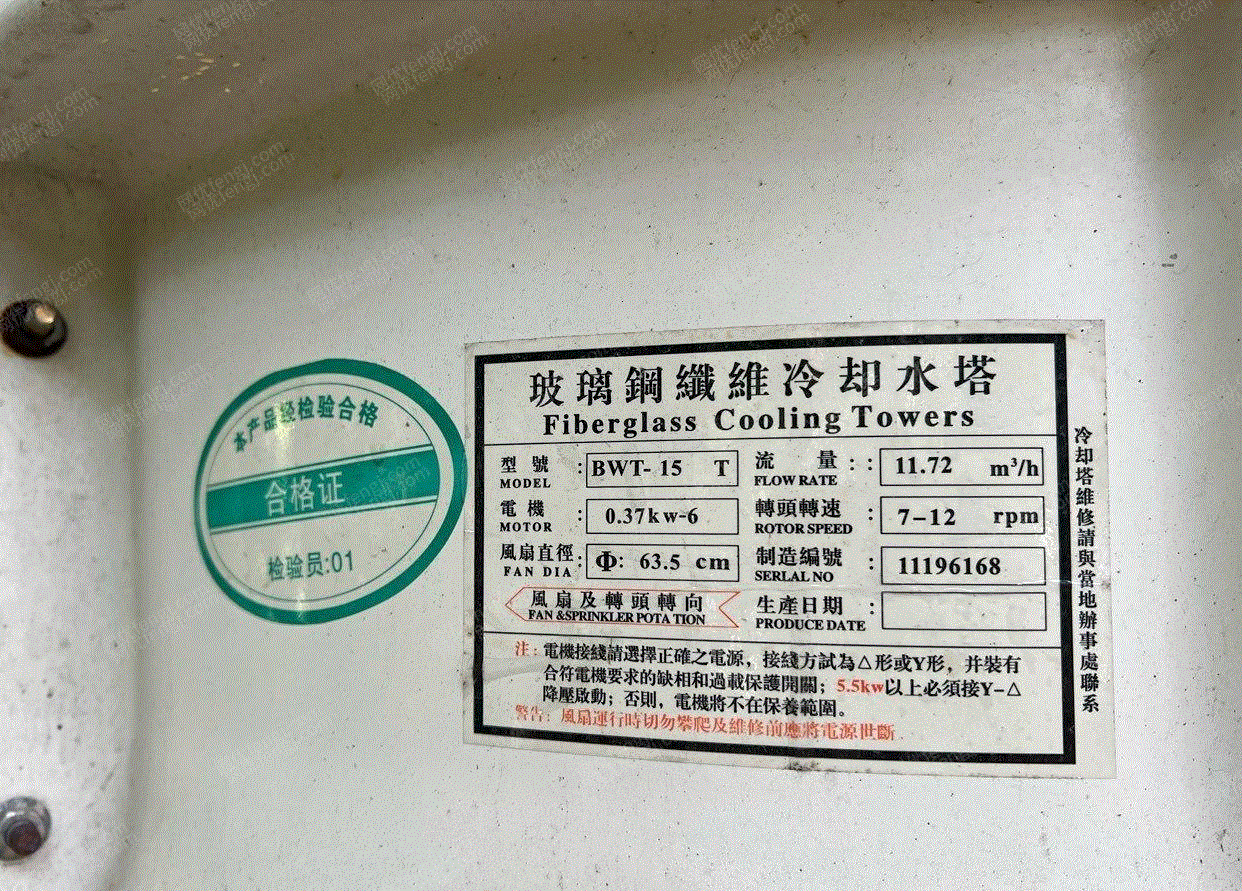 本产品经检验合格
合格证
检验员:01
玻璃鋼纖維冷却水塔
Fiberglass Cooling Towers
型號 : BWT- 15 T 流量 : : 11.72 m³/h
MODEL FLOW RATE
電機 : 0.37kw-6 轉頭轉速 : 7-12 rpm
MOTOR ROTOR SPEED
風扇直徑 : Φ: 63.5 cm 制造編號 : 11196168
FAN DIA SERLAL NO
風扇及轉頭轉向 生產日期 :
FAN &SPRINKLER POTA TION PRODUCE DATE
注: 電機接綫請選擇正確之電源，接綫方試為△形或Y形，并裝有
合符電機要求的缺相和過載保護開關；5.5kw以上必須接Y-△
降壓啟動；否則，電機將不在保養範圍。
警告: 風扇運行時切勿攀爬及維修前應將電源世斷.
冷却塔維修請與當地辦事處聯系